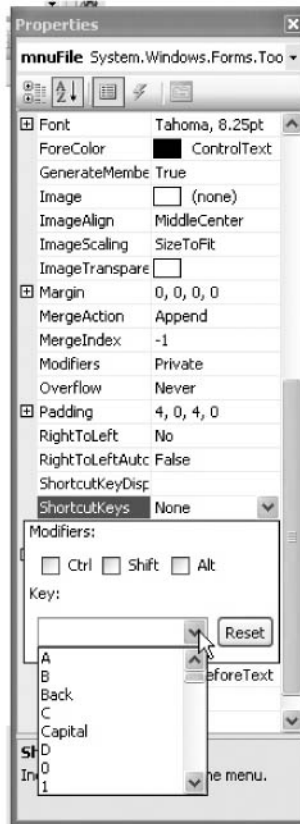 Properties
mnuFile System.Windows.Forms.Too
Font Tahoma, 8.25pt
ForeColor ControlText
GenerateMembe True
Image (none)
ImageAlign MiddleCenter
ImageScaling SizeToFit
ImageTranspare
Margin 0, 0, 0, 0
MergeAction Append
MergeIndex -1
Modifiers Private
Overflow Never
Padding 4, 0, 4, 0
RightToLeft No
RightToLeftAutc False
ShortcutKeyDisp
ShortcutKeys None
Modifiers:
Ctrl Shift Alt
Key:
Reset
A
B
Back eforeText
C
Capital
D
Sh
0
In he menu.
1